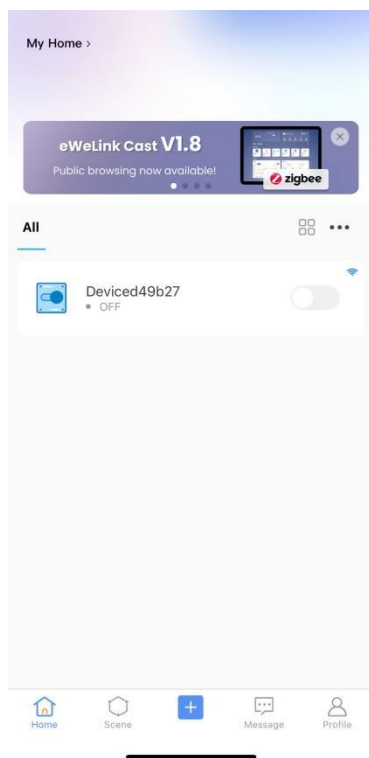 My Home >
eWeLink Cast V1.8
Public browsing now available!
zigbee
All
Deviced49b27
OFF
Home
Scene
Message
Profile